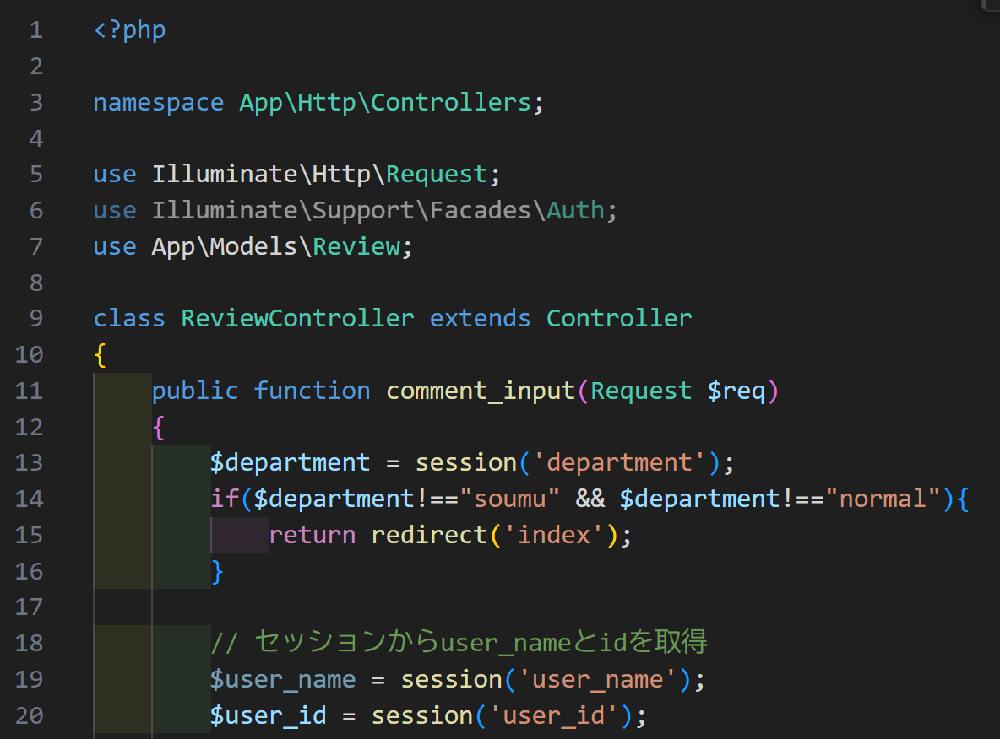 1 <?php
2
3 namespace App\Http\Controllers;
4
5 use Illuminate\Http\Request;
6 use Illuminate\Support\Facades\Auth;
7 use App\Models\Review;
8
9 class ReviewController extends Controller
10 {
11     public function comment_input(Request $req)
12     {
13         $department = session('department');
14         if($department!=="soumu" && $department!=="normal"){
15             return redirect('index');
16         }
17
18         // セッションからuser_nameとidを取得
19         $user_name = session('user_name');
20         $user_id = session('user_id');